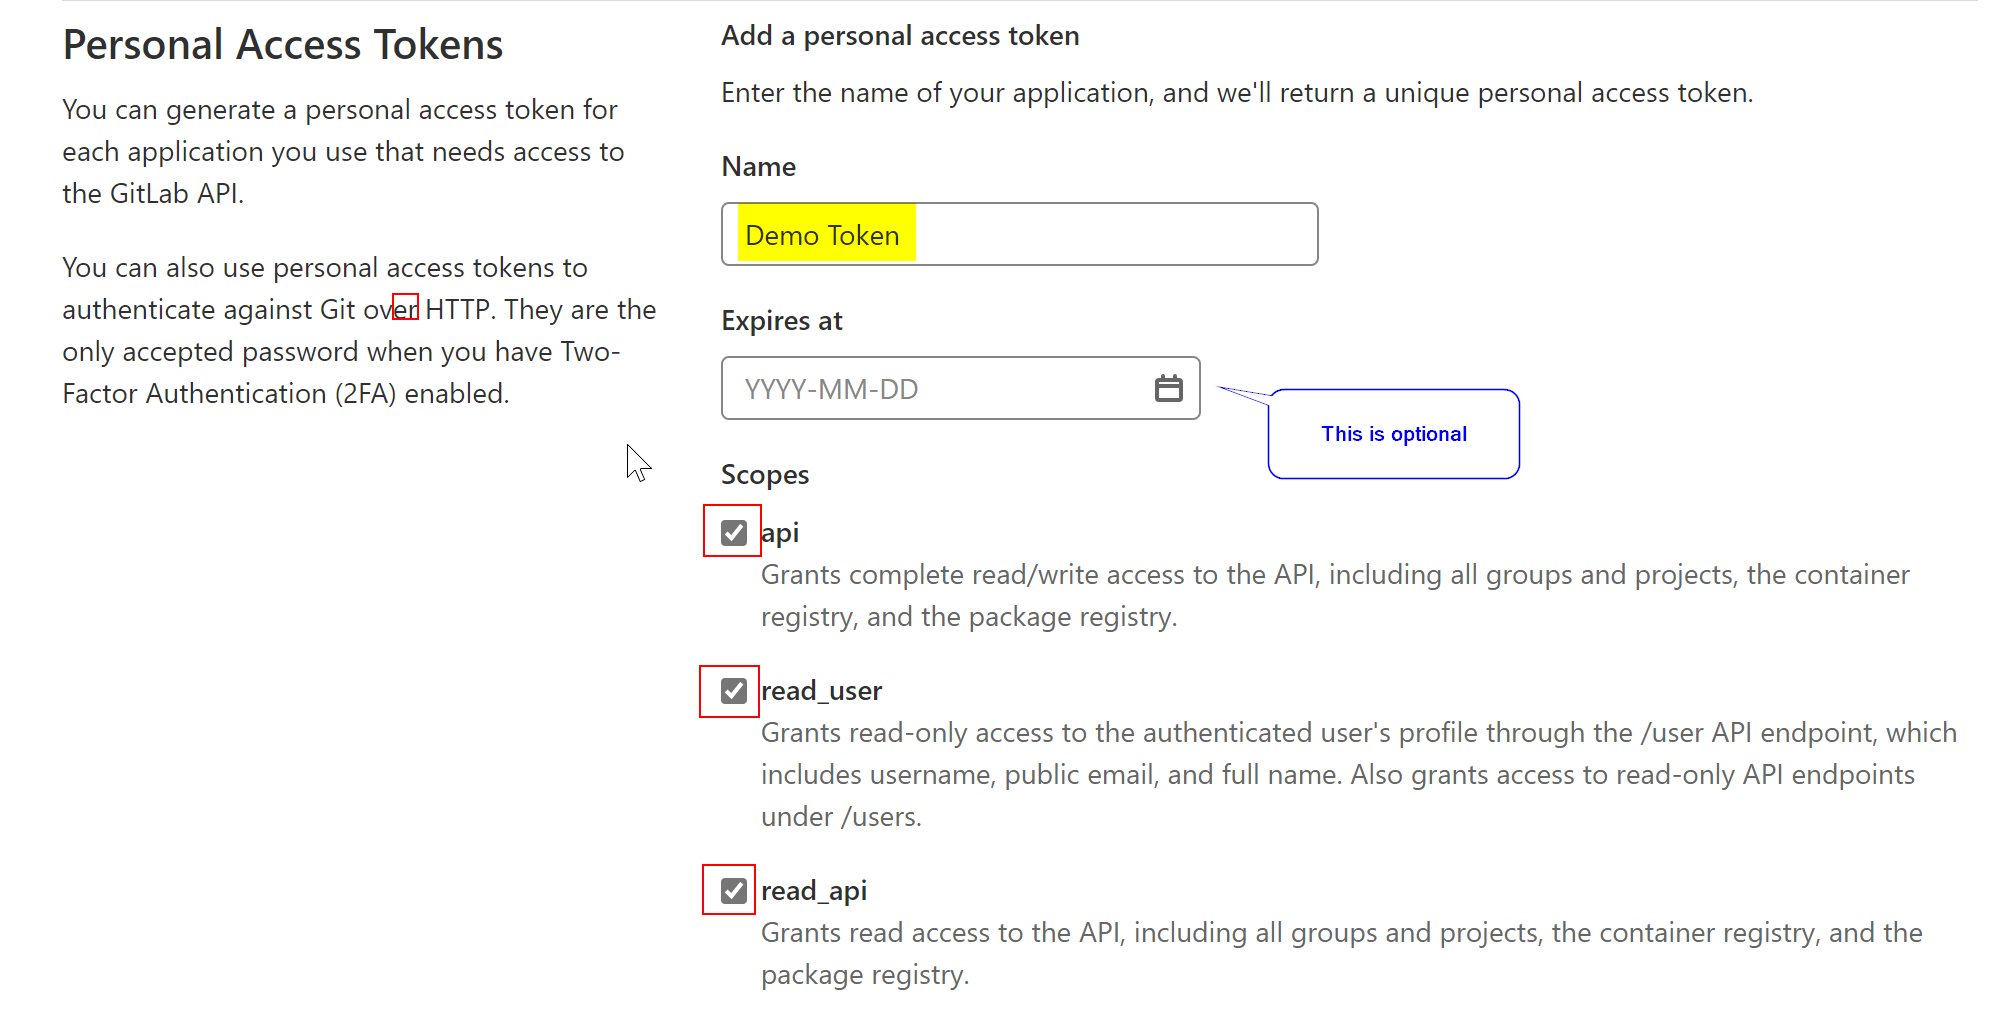 Personal Access Tokens
You can generate a personal access token for
each application you use that needs access to
the GitLab API.
You can also use personal access tokens to
authenticate against Git over HTTP. They are the
only accepted password when you have Two-
Factor Authentication (2FA) enabled.
Add a personal access token
Enter the name of your application, and we'll return a unique personal access token.
Name
Demo Token
Expires at
YYYY-MM-DD
This is optional
Scopes
api
Grants complete read/write access to the API, including all groups and projects, the container
registry, and the package registry.
read_user
Grants read-only access to the authenticated user's profile through the /user API endpoint, which
includes username, public email, and full name. Also grants access to read-only API endpoints
under /users.
read_api
Grants read access to the API, including all groups and projects, the container registry, and the
package registry.